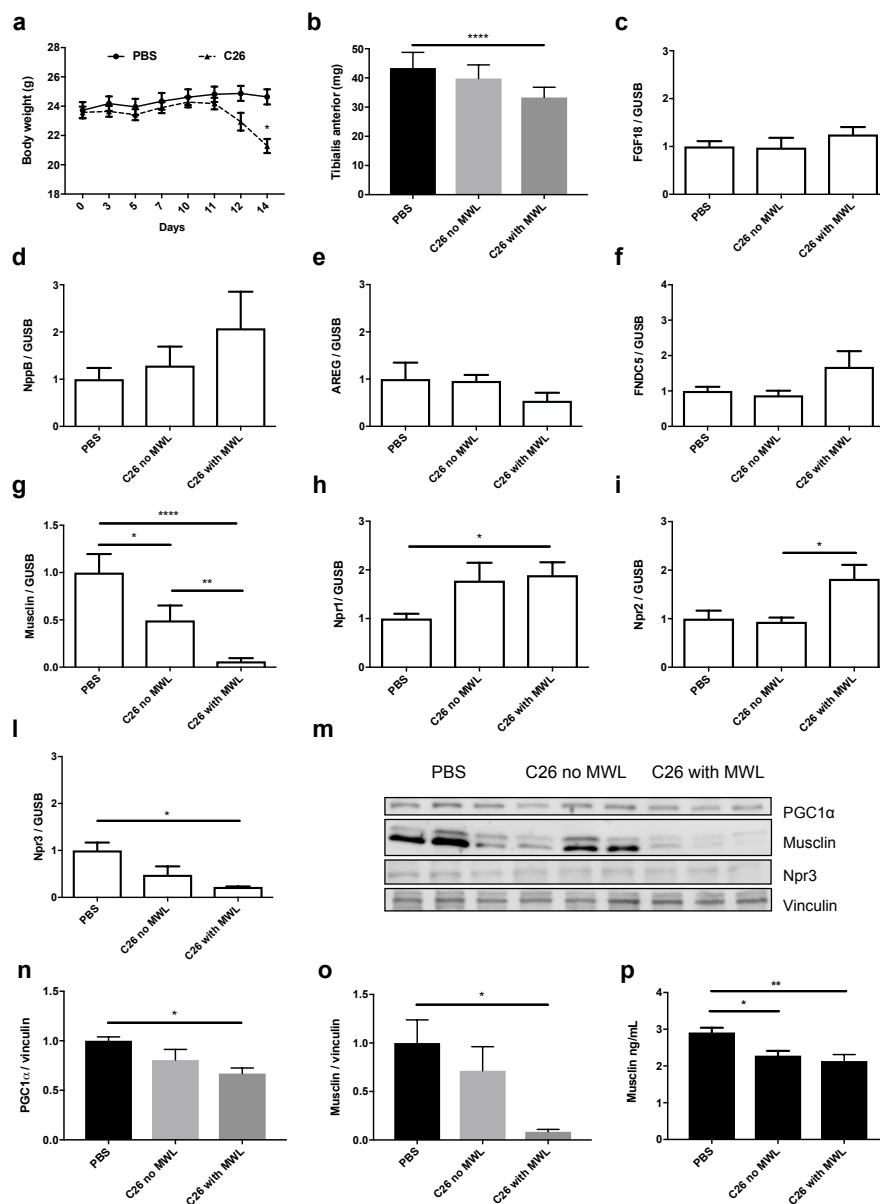 a
PBS
C26
Body weight (g)
28
26
24
22
20
18
*
0
3
5
7
10
11
12
14
Days
b
****
Tibialis anterior (mg)
60
50
40
30
20
10
0
PBS
C26 no MWL
C26 with MWL
c
FGF18 / GUSB
3
2
1
0
PBS
C26 no MWL
C26 with MWL
d
NppB / GUSB
3
2
1
0
PBS
C26 no MWL
C26 with MWL
e
AREG / GUSB
3
2
1
0
PBS
C26 no MWL
C26 with MWL
f
FNDC5 / GUSB
4
3
2
1
0
PBS
C26 no MWL
C26 with MWL
g
****
*
**
Musclin / GUSB
1.5
1.0
0.5
0.0
PBS
C26 no MWL
C26 with MWL
h
*
Npr1/ GUSB
3
2
1
0
PBS
C26 no MWL
C26 with MWL
i
*
Npr2 / GUSB
3
2
1
0
PBS
C26 no MWL
C26 with MWL
l
*
Npr3 / GUSB
3
2
1
0
PBS
C26 no MWL
C26 with MWL
m
PBS C26 no MWL C26 with MWL
PGC1α
Musclin
Npr3
Vinculin
n
*
PGC1α / vinculin
1.5
1.0
0.5
0.0
PBS
C26 no MWL
C26 with MWL
o
*
Musclin / vinculin
1.5
1.0
0.5
0.0
PBS
C26 no MWL
C26 with MWL
p
**
*
Musclin ng/mL
4
3
2
1
0
PBS
C26 no MWL
C26 with MWL